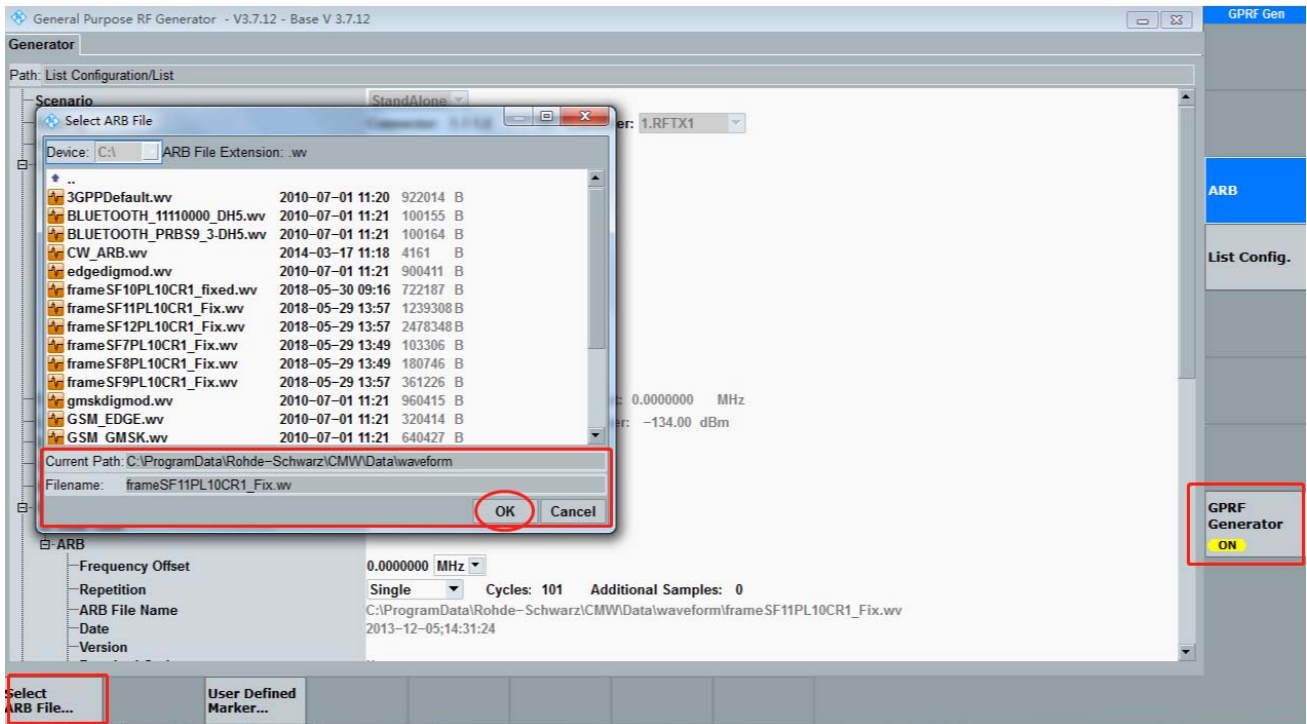 General Purpose RF Generator - V3.7.12 - Base V 3.7.12
GPRF Gen
Generator
Path: List Configuration/List
Scenario StandAlone
Select ARB File
er: 1.RFTX1
Device: C:\ ARB File Extension: .wv
..
3GPPDefault.wv 2010-07-01 11:20 922014 B
BLUETOOTH_11110000_DH5.wv 2010-07-01 11:21 100155 B
BLUETOOTH_PRBS9_3-DH5.wv 2010-07-01 11:21 100164 B
CW_ARB.wv 2014-03-17 11:18 4161 B
edgedigmod.wv 2010-07-01 11:21 900411 B
frameSF10PL10CR1_fixed.wv 2018-05-30 09:16 722187 B
frameSF11PL10CR1_Fix.wv 2018-05-29 13:57 1239308 B
frameSF12PL10CR1_Fix.wv 2018-05-29 13:57 2478348 B
frameSF7PL10CR1_Fix.wv 2018-05-29 13:49 103306 B
frameSF8PL10CR1_Fix.wv 2018-05-29 13:49 180746 B
frameSF9PL10CR1_Fix.wv 2018-05-29 13:57 361226 B
gmskdigmod.wv 2010-07-01 11:21 960415 B
GSM_EDGE.wv 2010-07-01 11:21 320414 B
GSM_GMSK.wv 2010-07-01 11:21 640427 B
: 0.0000000 MHz
er: -134.00 dBm
Current Path: C:\ProgramData\Rohde-Schwarz\CMW\Data\waveform
Filename: frameSF11PL10CR1_Fix.wv
OK Cancel
ARB
Frequency Offset 0.0000000 MHz
Repetition Single Cycles: 101 Additional Samples: 0
ARB File Name C:\ProgramData\Rohde-Schwarz\CMW\Data\waveform\frameSF11PL10CR1_Fix.wv
Date 2013-12-05;14:31:24
Version
ARB
List Config.
GPRF
Generator
ON
Select
ARB File...
User Defined
Marker...